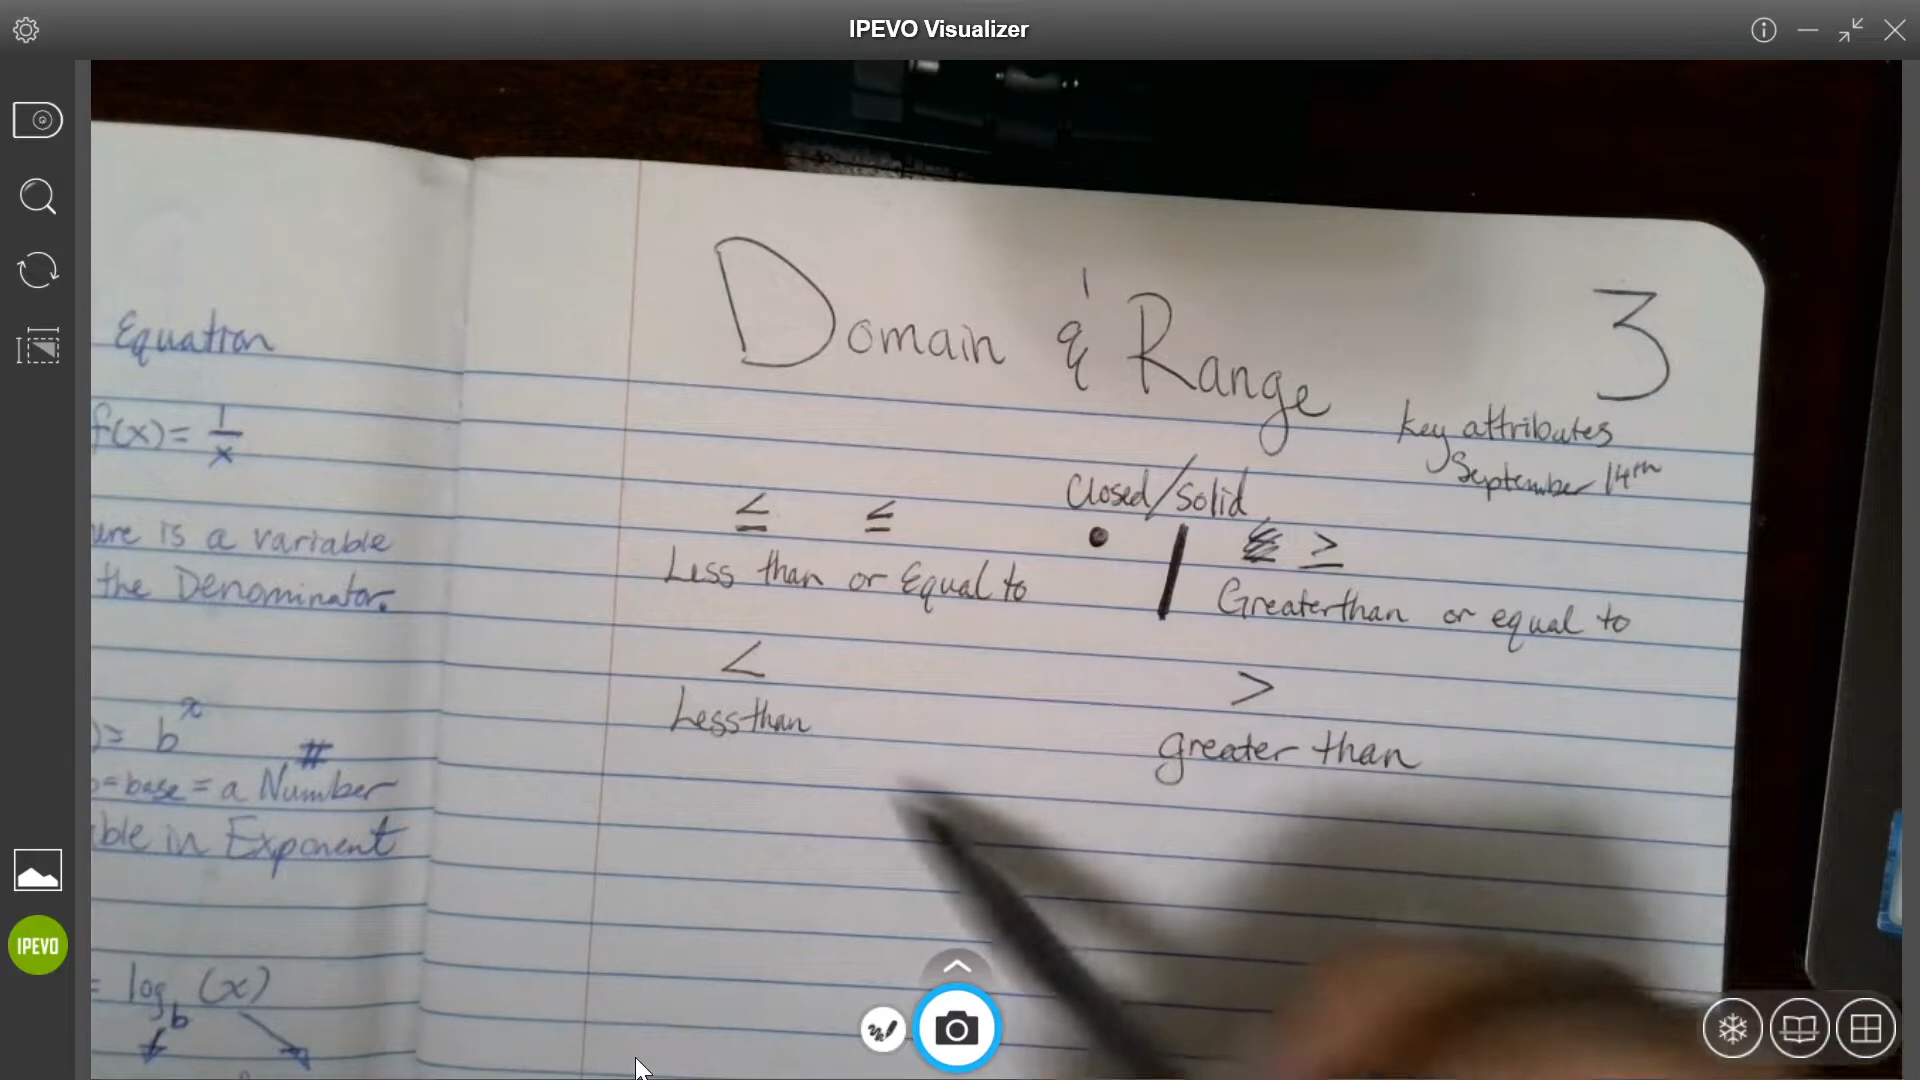 IPEVO Visualizer
Domain & Range
3
key attributes
September 14th
≤ ≤
Less than or Equal to
Closed/Solid
≥
Greater than or equal to
<
Less than
>
greater than
Equation
f(x)= 1/x
is a variable
the Denominator.
)= b^x
#
b=base=a Number
in Exponent
= log_b (x)
IPEVO